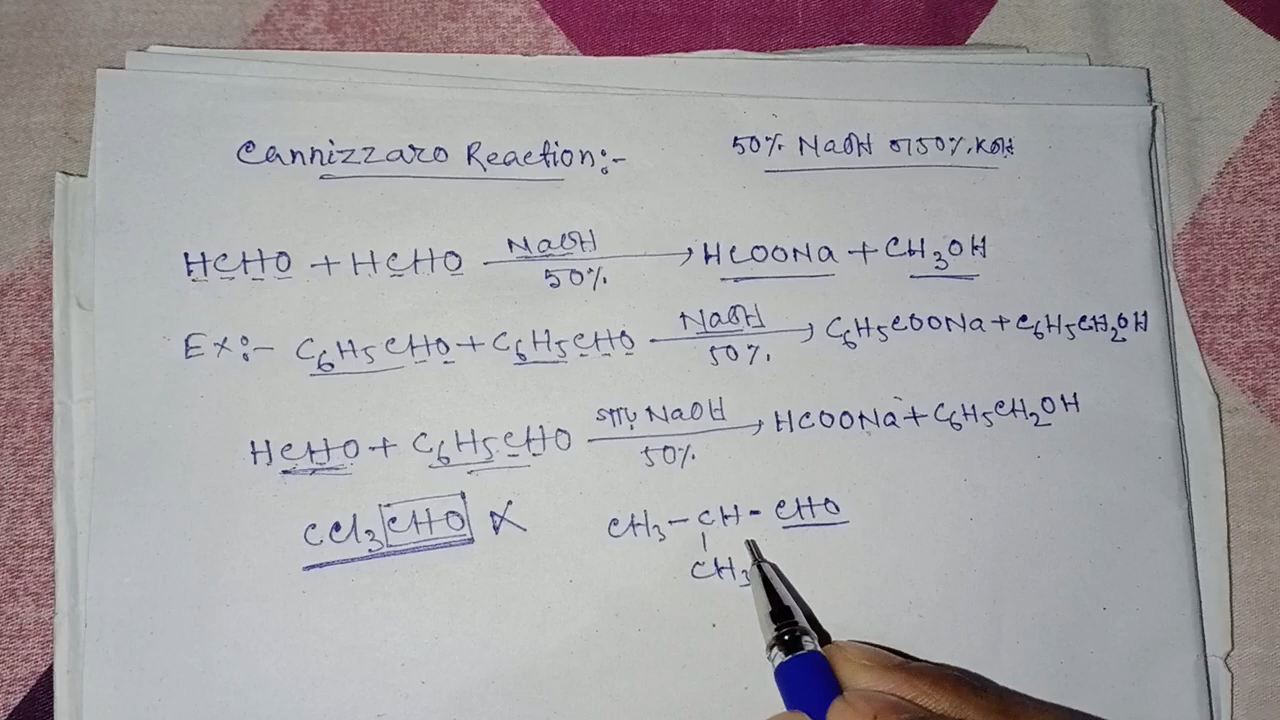 Cannizzaro Reaction:-
50% NaOH या 50% KOH
HCHO + HCHO NaOH 50% → HCOONa + CH3OH
Ex:- C6H5CHO + C6H5CHO NaOH 50% → C6H5COONa + C6H5CH2OH
HCHO + C6H5CHO सान्द्र NaOH 50% → HCOONa + C6H5CH2OH
CCl3CHO X
CH3-CH-CHO
CH3